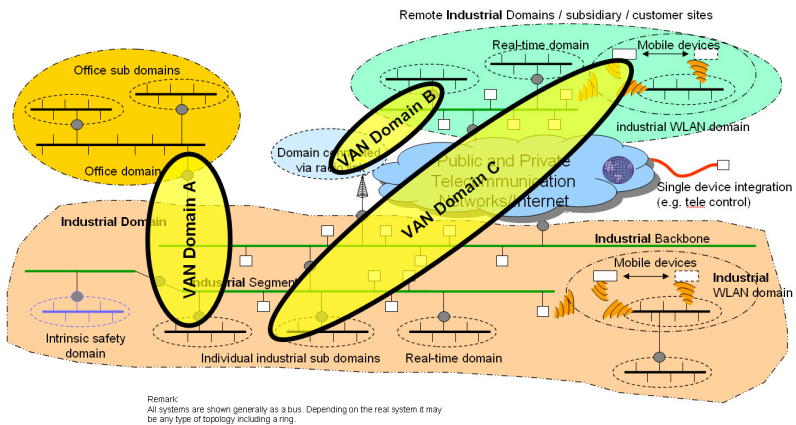 Remote Industrial Domains / subsidiary / customer sites
Office sub domains
Real-time domain
Mobile devices
VAN Domain B
industrial WLAN domain
Office domain
Domain connected
via radio
Public and Private
Telecommunication
Networks/Internet
Single device integration
(e.g. tele control)
VAN Domain A
VAN Domain C
Industrial Domain
Industrial Backbone
Industrial Segment
Mobile devices
Industrial
WLAN domain
Intrinsic safety
domain
Individual industrial sub domains
Real-time domain
Remark:
All systems are shown generally as a bus. Depending on the real system it may
be any type of topology including a ring.